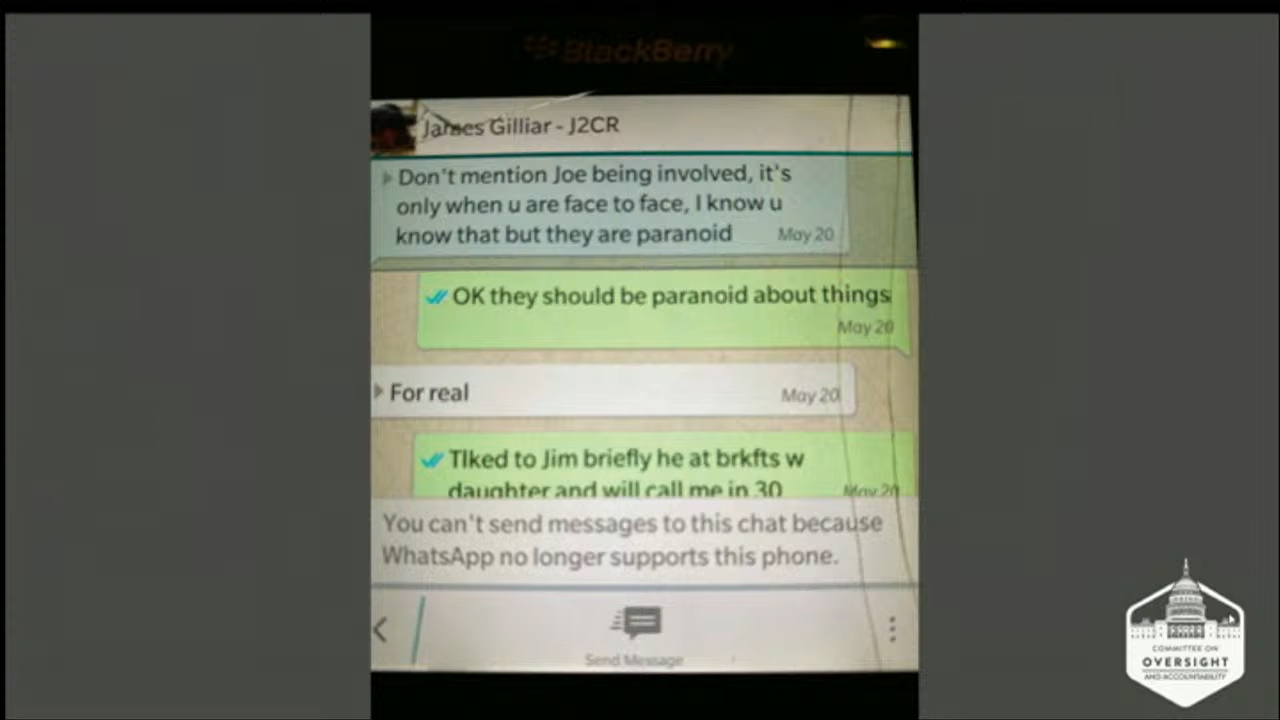 BlackBerry
James Gilliar - J2CR
Don't mention Joe being involved, it's
only when u are face to face, I know u
know that but they are paranoid May 20
OK they should be paranoid about things
May 20
For real May 20
Tlked to Jim briefly he at brkfts w
daughter and will call me in 30 May 20
You can't send messages to this chat because
WhatsApp no longer supports this phone.
Send Message
COMMITTEE ON
OVERSIGHT
AND ACCOUNTABILITY